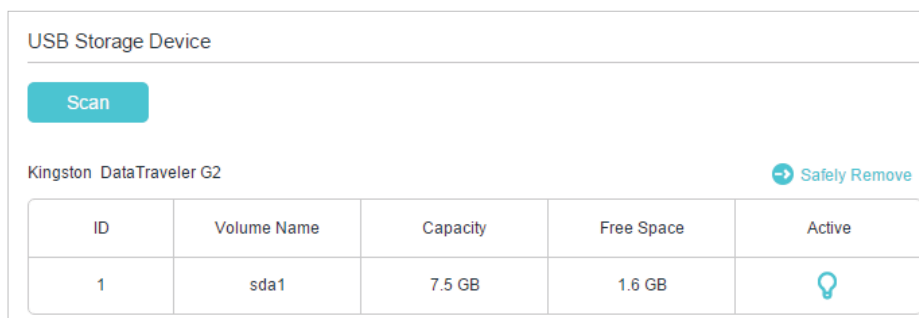 USB Storage Device
Scan
Kingston DataTraveler G2
Safely Remove
ID Volume Name Capacity Free Space Active
1 sda1 7.5 GB 1.6 GB